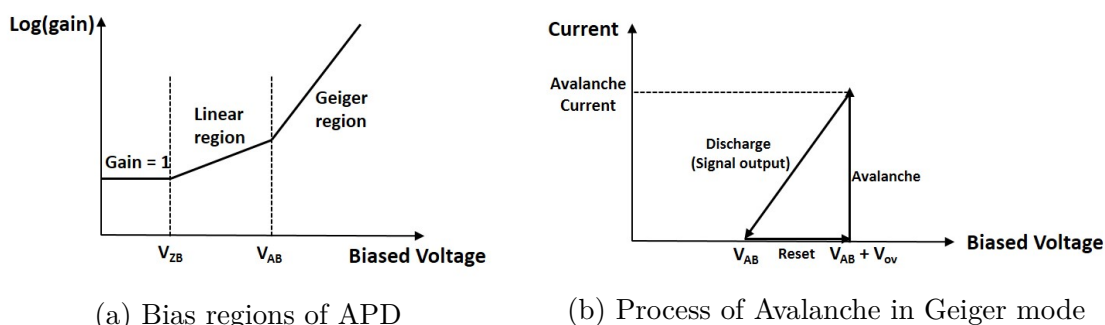 Log(gain)
Linear
region
Geiger
region
Gain = 1
V_ZB
V_AB
Biased Voltage
(a) Bias regions of APD
Current
Avalanche
Current
Discharge
(Signal output)
Avalanche
V_AB
Reset
V_AB + V_ov
Biased Voltage
(b) Process of Avalanche in Geiger mode